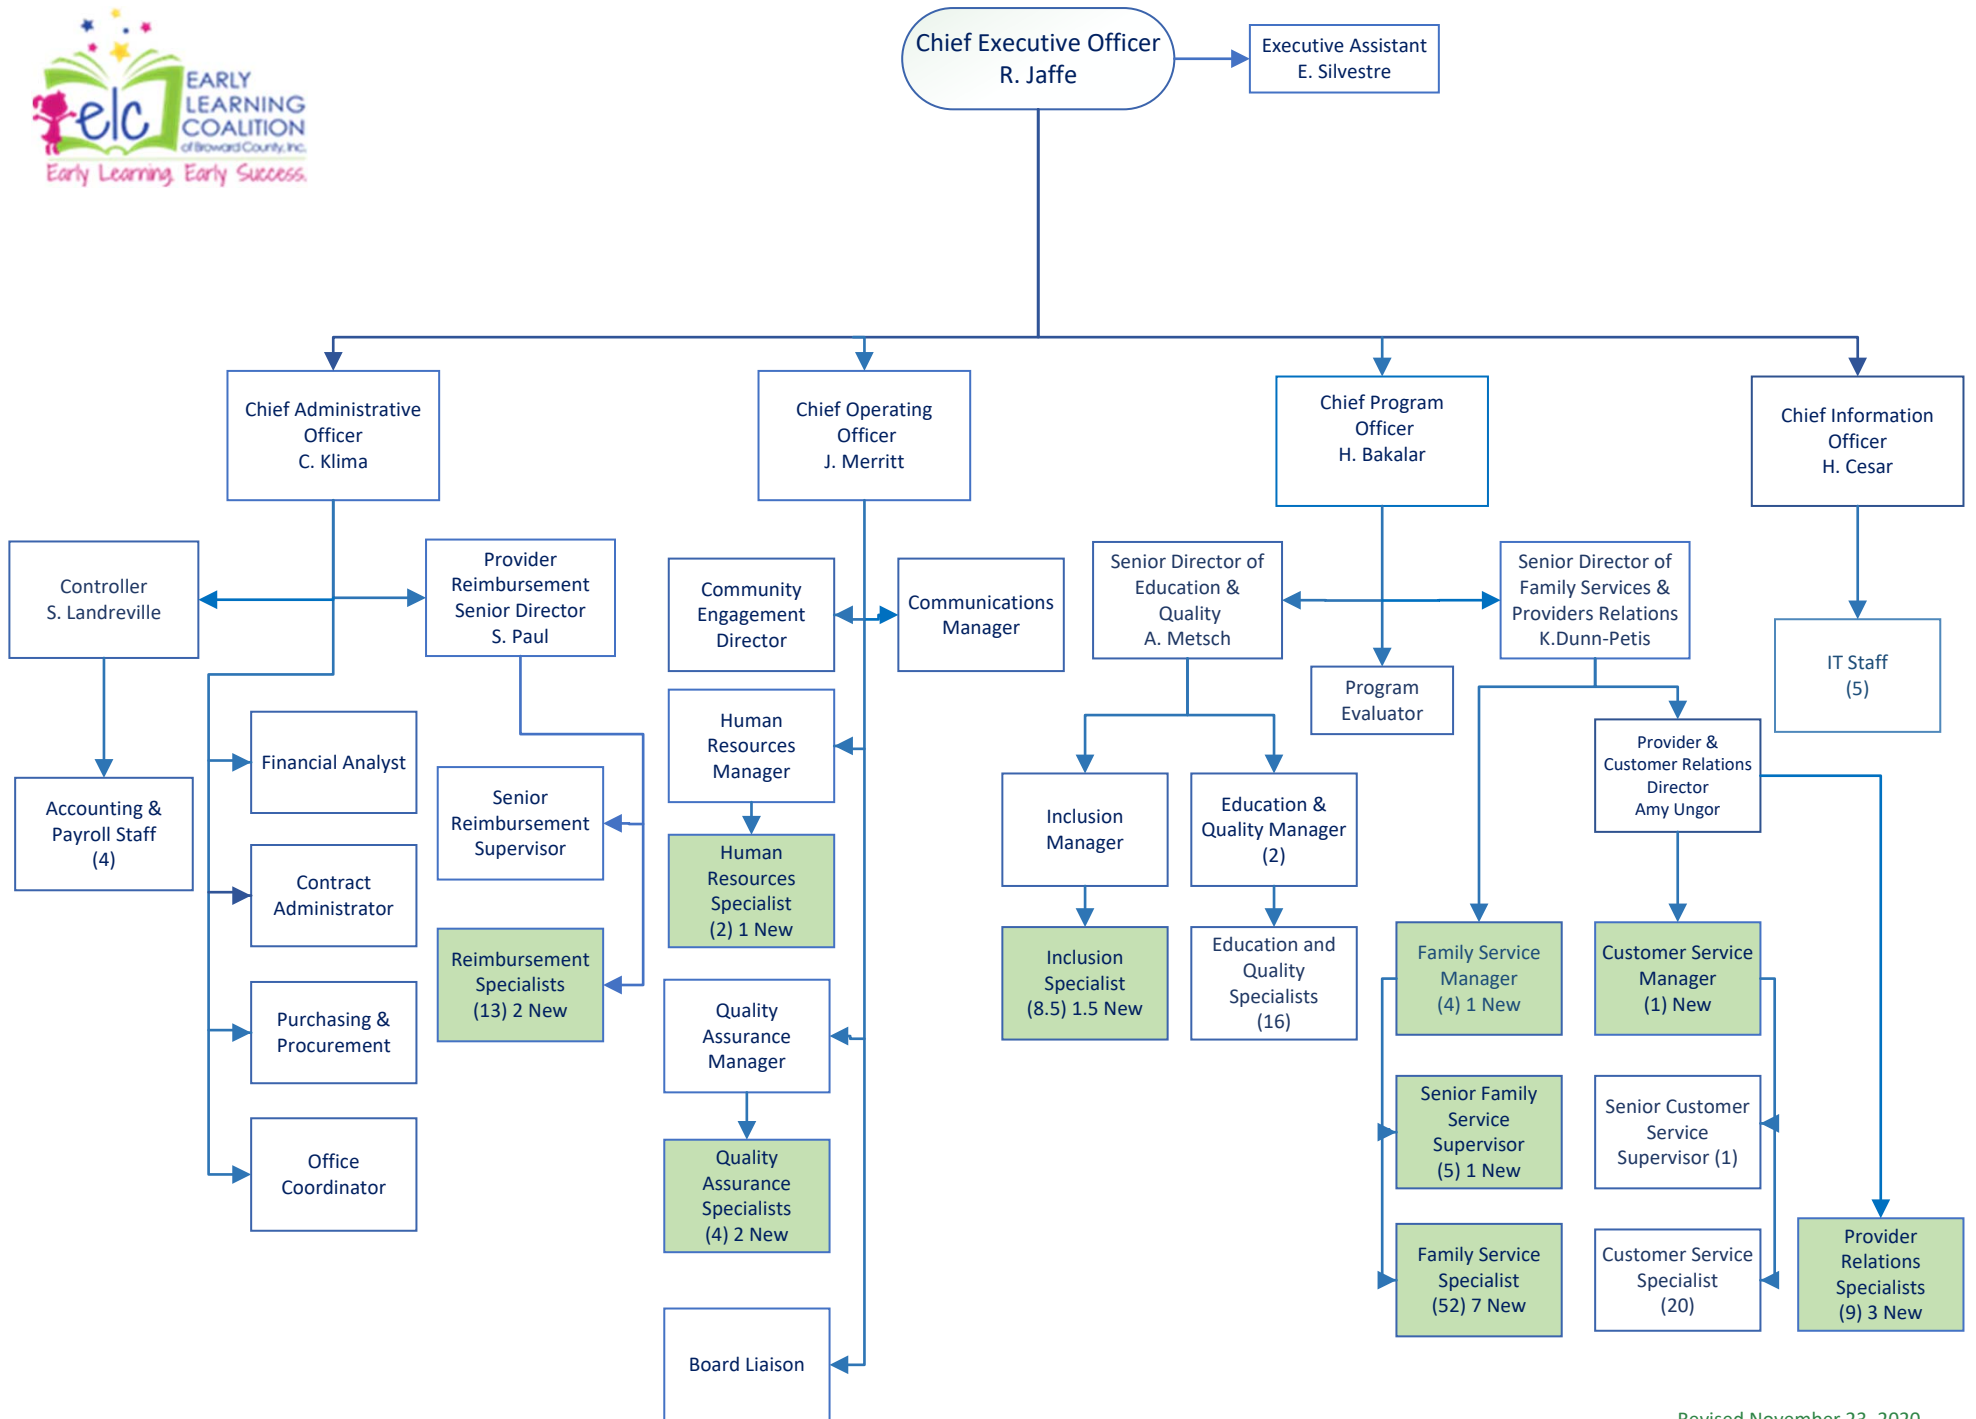 elc
EARLY
LEARNING
COALITION
of Broward County, Inc.
Early Learning. Early Success.
Chief Executive Officer
R. Jaffe
Executive Assistant
E. Silvestre
Chief Administrative
Officer
C. Klima
Chief Operating
Officer
J. Merritt
Chief Program
Officer
H. Bakalar
Chief Information
Officer
H. Cesar
Controller
S. Landreville
Provider
Reimbursement
Senior Director
S. Paul
Community
Engagement
Director
Communications
Manager
Senior Director of
Education &
Quality
A. Metsch
Senior Director of
Family Services &
Providers Relations
K.Dunn-Petis
IT Staff
(5)
Program
Evaluator
Accounting &
Payroll Staff
(4)
Financial Analyst
Contract
Administrator
Purchasing &
Procurement
Office
Coordinator
Senior
Reimbursement
Supervisor
Reimbursement
Specialists
(13) 2 New
Human
Resources
Manager
Human
Resources
Specialist
(2) 1 New
Quality
Assurance
Manager
Quality
Assurance
Specialists
(4) 2 New
Board Liaison
Inclusion
Manager
Inclusion
Specialist
(8.5) 1.5 New
Education &
Quality Manager
(2)
Education and
Quality
Specialists
(16)
Provider &
Customer Relations
Director
Amy Ungor
Family Service
Manager
(4) 1 New
Senior Family
Service
Supervisor
(5) 1 New
Family Service
Specialist
(52) 7 New
Customer Service
Manager
(1) New
Senior Customer
Service
Supervisor (1)
Customer Service
Specialist
(20)
Provider
Relations
Specialists
(9) 3 New
Revised November 23, 2020